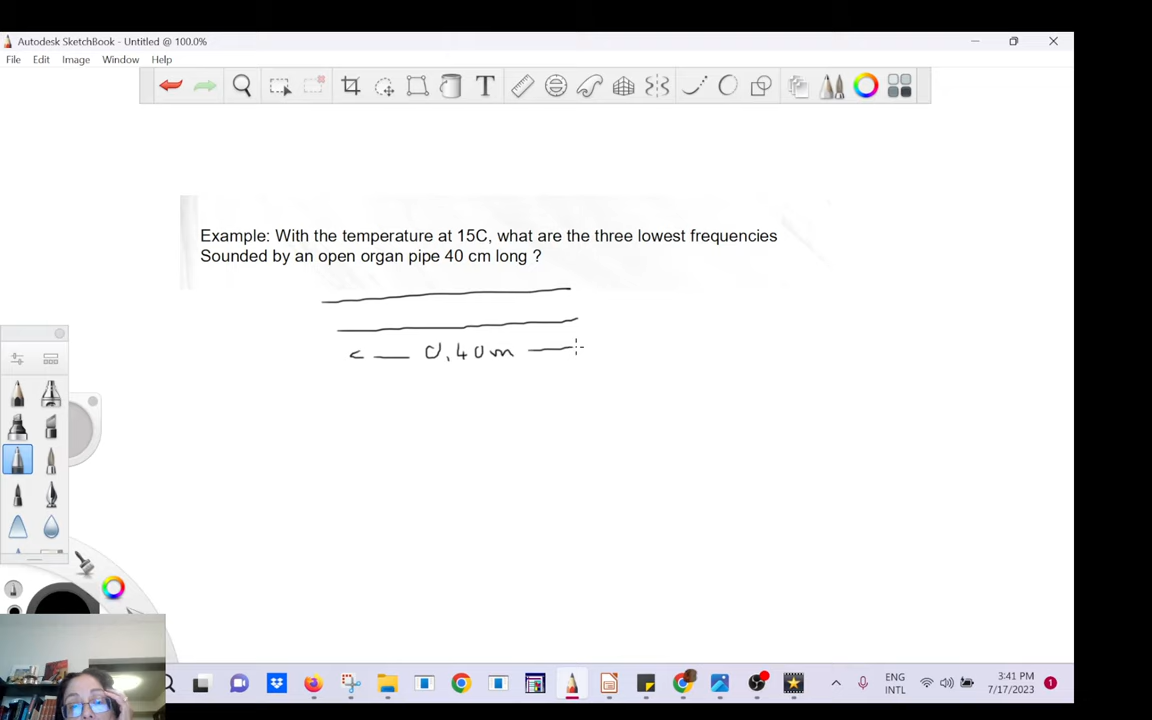 Autodesk SketchBook - Untitled @ 100.0%
File Edit Image Window Help
T
Example: With the temperature at 15C, what are the three lowest frequencies
Sounded by an open organ pipe 40 cm long ?
0.40m
ENG
INTL
3:41 PM
7/17/2023
1